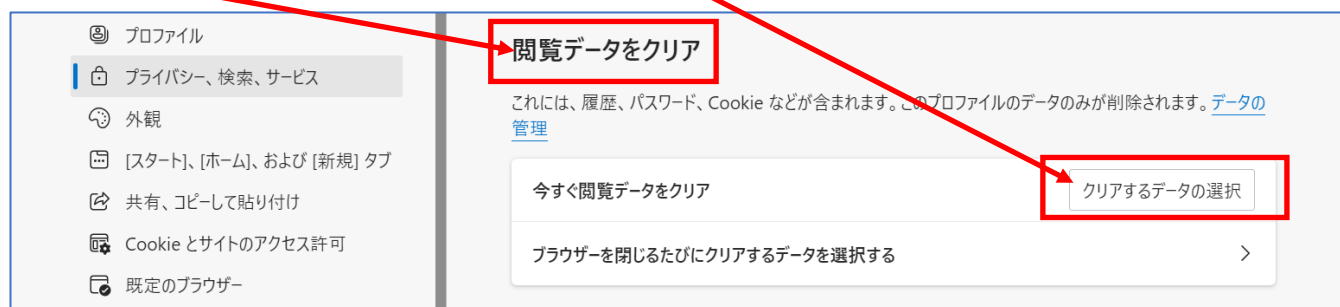 プロファイル
プライバシー、検索、サービス
外観
[スタート]、[ホーム]、および [新規] タブ
共有、コピーして貼り付け
Cookie とサイトのアクセス許可
既定のブラウザー
閲覧データをクリア
これには、履歴、パスワード、Cookie などが含まれます。このプロファイルのデータのみが削除されます。データの
管理
今すぐ閲覧データをクリア
クリアするデータの選択
ブラウザーを閉じるたびにクリアするデータを選択する